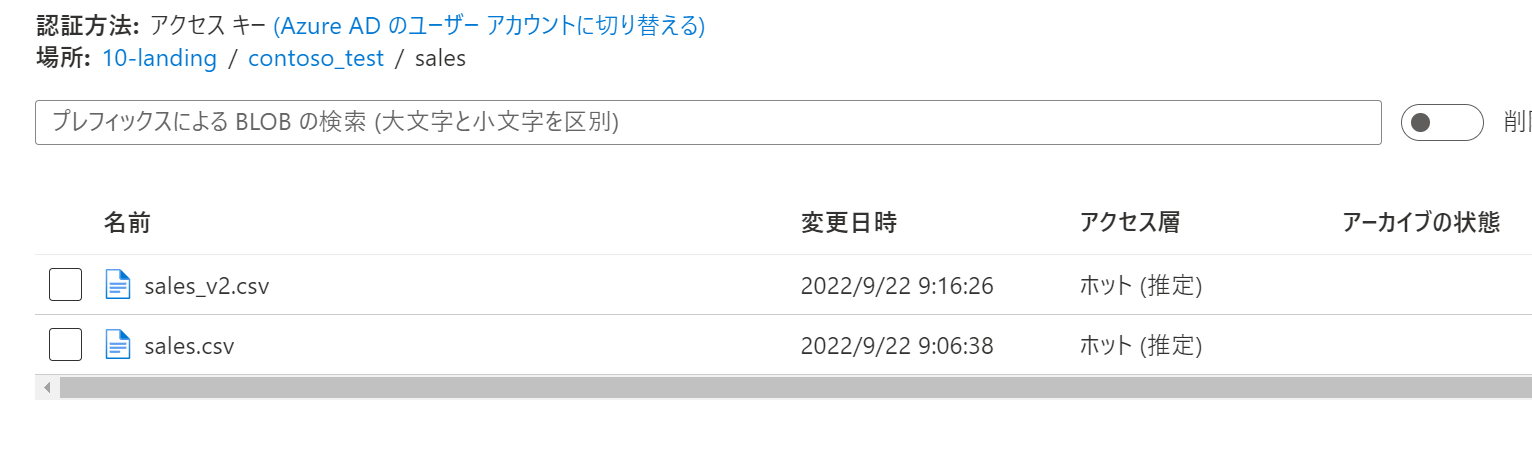 認証方法: アクセス キー (Azure AD のユーザー アカウントに切り替える)
場所: 10-landing / contoso_test / sales
プレフィックスによる BLOB の検索 (大文字と小文字を区別) 削
名前 変更日時 アクセス層 アーカイブの状態
sales_v2.csv 2022/9/22 9:16:26 ホット (推定)
sales.csv 2022/9/22 9:06:38 ホット (推定)